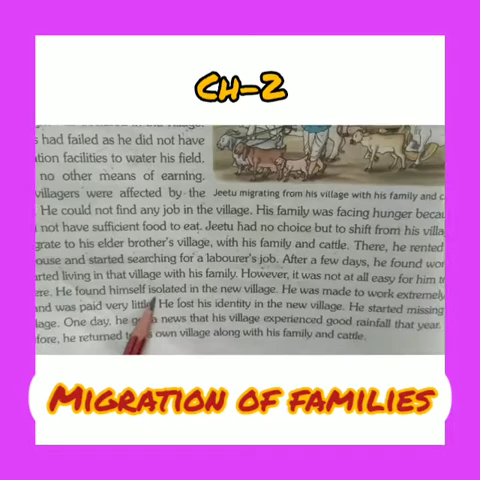 CH-2
s had failed as he did not have
tion facilities to water his field.
no other means of earning.
villagers were affected by the
Jeetu migrating from his village with his family and c
He could not find any job in the village. His family was facing hunger becau
not have sufficient food to eat. Jeetu had no choice but to shift from his villa
grate to his elder brother's village, with his family and cattle. There, he rented
ouse and started searching for a labourer's job. After a few days, he found wor
rted living in that village with his family. However, it was not at all easy for him t
ere. He found himself isolated in the new village. He was made to work extremely
and was paid very little. He lost his identity in the new village. He started missing
lage. One day, he got a news that his village experienced good rainfall that year.
fore, he returned to own village along with his family and cattle.
MIGRATION OF FAMILIES